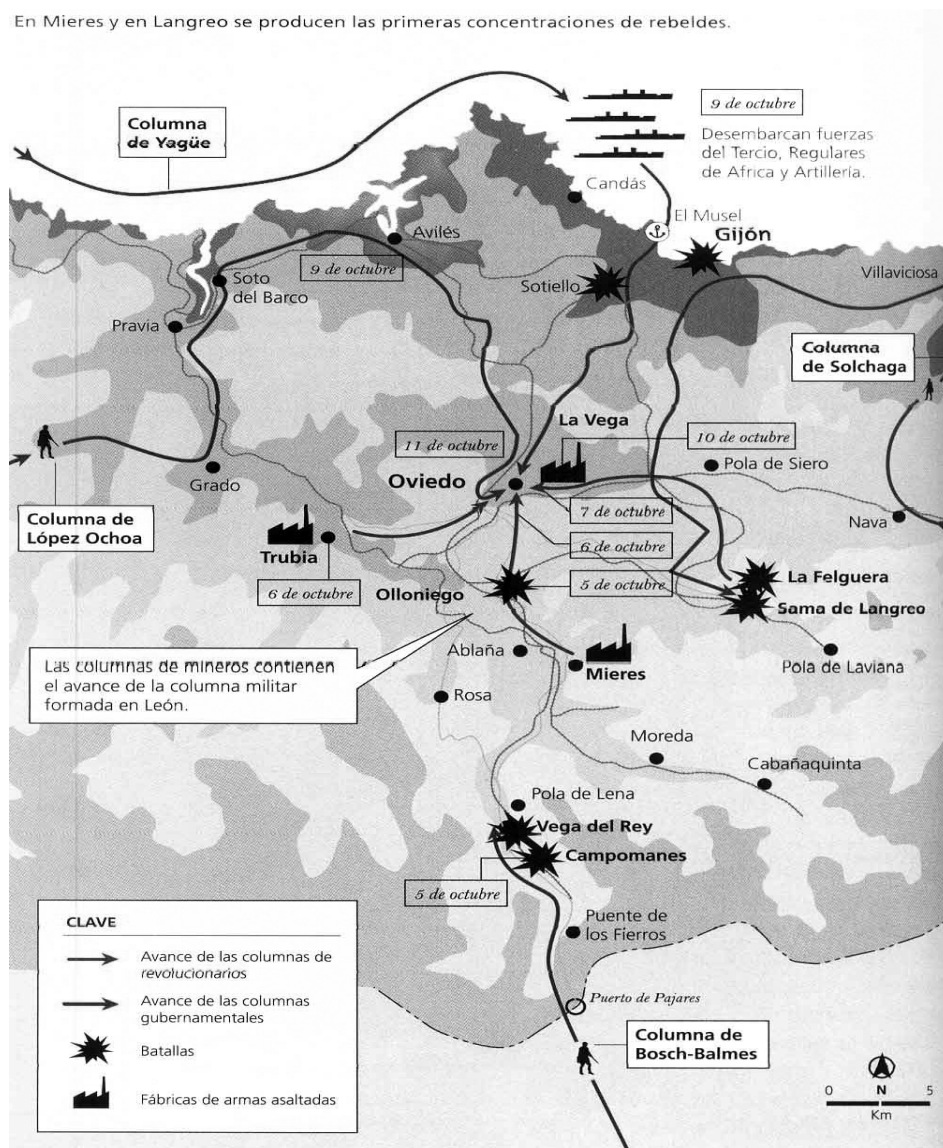 En Mieres y en Langreo se producen las primeras concentraciones de rebeldes.
Columna
de Yagüe
9 de octubre
Desembarcan fuerzas
del Tercio, Regulares
de Africa y Artillería.
Candás
El Musel
Gijón
Avilés
9 de octubre
Sotiello
Villaviciosa
Soto
del Barco
Pravia
Columna
de Solchaga
La Vega
11 de octubre
10 de octubre
Oviedo
Pola de Siero
Grado
7 de octubre
Nava
Columna de
López Ochoa
6 de octubre
Trubia
La Felguera
6 de octubre
Olloniego
5 de octubre
Sama de Langreo
Ablaña
Mieres
Pola de Laviana
Las columnas de mineros contienen
el avance de la columna militar
formada en León.
Rosa
Moreda
Cabañaquinta
Pola de Lena
Vega del Rey
Campomanes
5 de octubre
Puente de
los Fierros
CLAVE
Avance de las columnas de
revolucionarios
Avance de las columnas
gubernamentales
Batallas
Fábricas de armas asaltadas
Puerto de Pajares
Columna de
Bosch-Balmes
0 N 5
Km